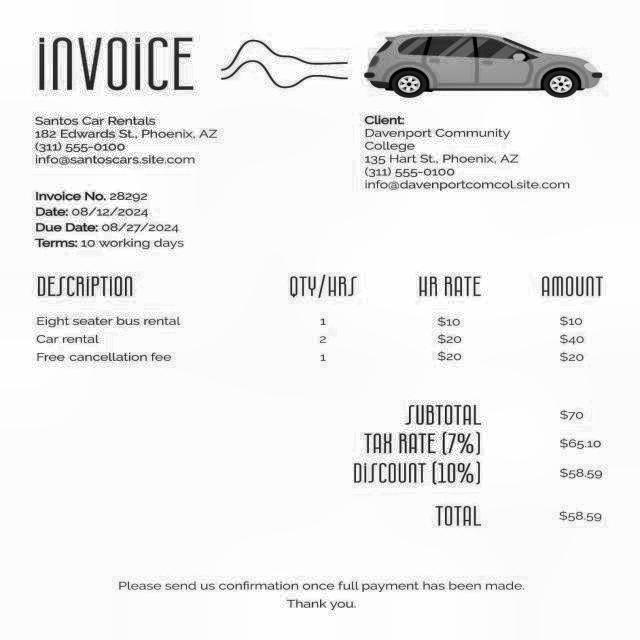 INVOICE
Santos Car Rentals
182 Edwards St., Phoenix, AZ
(311) 555-0100
info@santoscars.site.com
Client:
Davenport Community
College
135 Hart St., Phoenix, AZ
(311) 555-0100
info@davenportcomcol.site.com
Invoice No. 28292
Date: 08/12/2024
Due Date: 08/27/2024
Terms: 10 working days
DESCRIPTION QTY/HRS HR RATE AMOUNT
Eight seater bus rental 1 $10 $10
Car rental 2 $20 $40
Free cancellation fee 1 $20 $20
SUBTOTAL $70
TAX RATE (7%) $65.10
DISCOUNT (10%) $58.59
TOTAL $58.59
Please send us confirmation once full payment has been made.
Thank you.